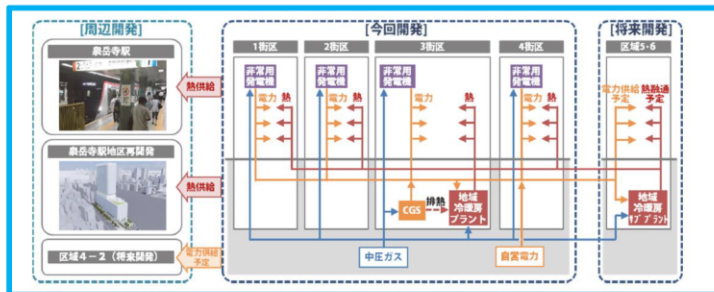 [周辺開発]
泉岳寺駅
熱供給
泉岳寺駅地区再開発
熱供給
区域4-2（将来開発）
電力供給
予定
[今回開発]
1街区
2街区
3街区
4街区
非常用
発電機
非常用
発電機
非常用
発電機
非常用
発電機
電力
熱
電力
熱
電力
熱
電力
熱
CGS
排熱
地域
冷暖房
プラント
中圧ガス
自営電力
[将来開発]
区域5・6
電力供給
予定
熱融通
予定
地域
冷暖房
サブプラント